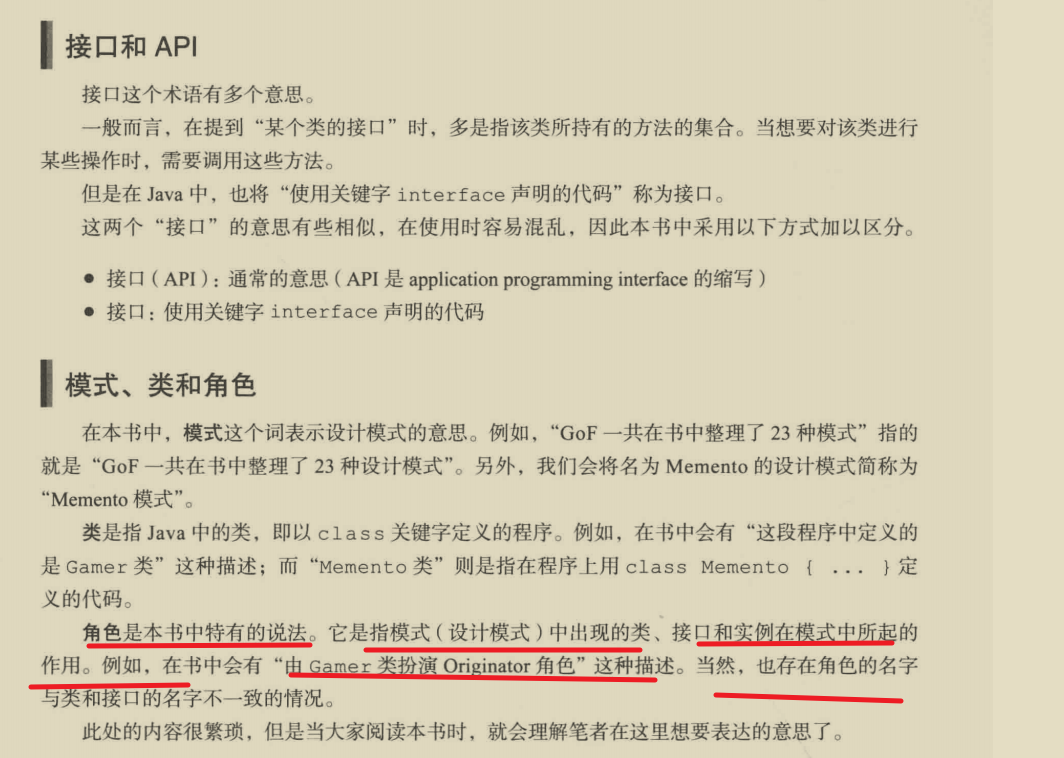 接口和 API
接口这个术语有多个意思。
一般而言，在提到“某个类的接口”时，多是指该类所持有的方法的集合。当想要对该类进行
某些操作时，需要调用这些方法。
但是在 Java 中，也将“使用关键字 interface 声明的代码”称为接口。
这两个“接口”的意思有些相似，在使用时容易混乱，因此本书中采用以下方式加以区分。
● 接口（API）：通常的意思（API 是 application programming interface 的缩写）
● 接口：使用关键字 interface 声明的代码
模式、类和角色
在本书中，模式这个词表示设计模式的意思。例如，“GoF 一共在书中整理了 23 种模式”指的
就是“GoF 一共在书中整理了 23 种设计模式”。另外，我们会将名为 Memento 的设计模式简称为
“Memento 模式”。
类是指 Java 中的类，即以 class 关键字定义的程序。例如，在书中会有“这段程序中定义的
是 Gamer 类”这种描述；而“Memento 类”则是指在程序上用 class Memento { ... } 定
义的代码。
角色是本书中特有的说法。它是指模式（设计模式）中出现的类、接口和实例在模式中所起的
作用。例如，在书中会有“由 Gamer 类扮演 Originator 角色”这种描述。当然，也存在角色的名字
与类和接口的名字不一致的情况。
此处的内容很繁琐，但是当大家阅读本书时，就会理解笔者在这里想要表达的意思了。